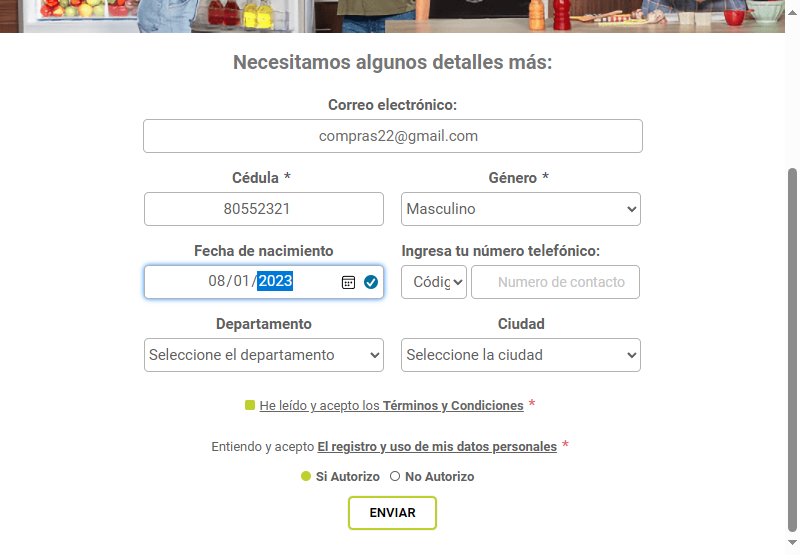 Necesitamos algunos detalles más:
Correo electrónico:
compras22@gmail.com
Cédula * Género *
80552321 Masculino
Fecha de nacimiento Ingresa tu número telefónico:
08/01/2023 Códig Numero de contacto
Departamento Ciudad
Seleccione el departamento Seleccione la ciudad
He leído y acepto los Términos y Condiciones *
Entiendo y acepto El registro y uso de mis datos personales *
Si Autorizo No Autorizo
ENVIAR